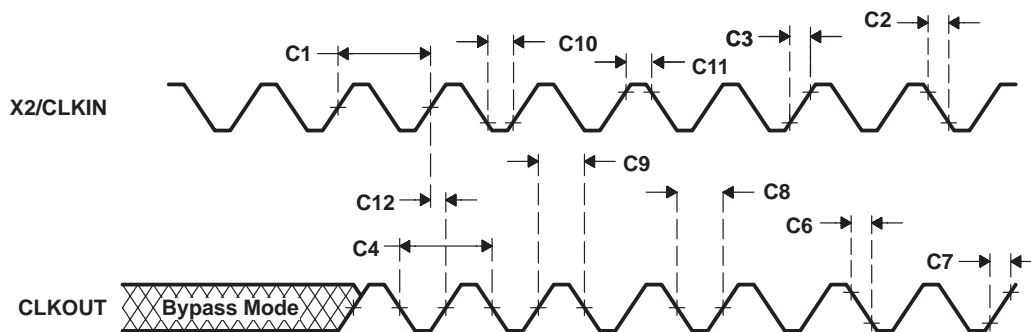 C1
C10
C11
C3
C2
X2/CLKIN
C9
C12
C8
C4
C6
C7
CLKOUT
Bypass Mode